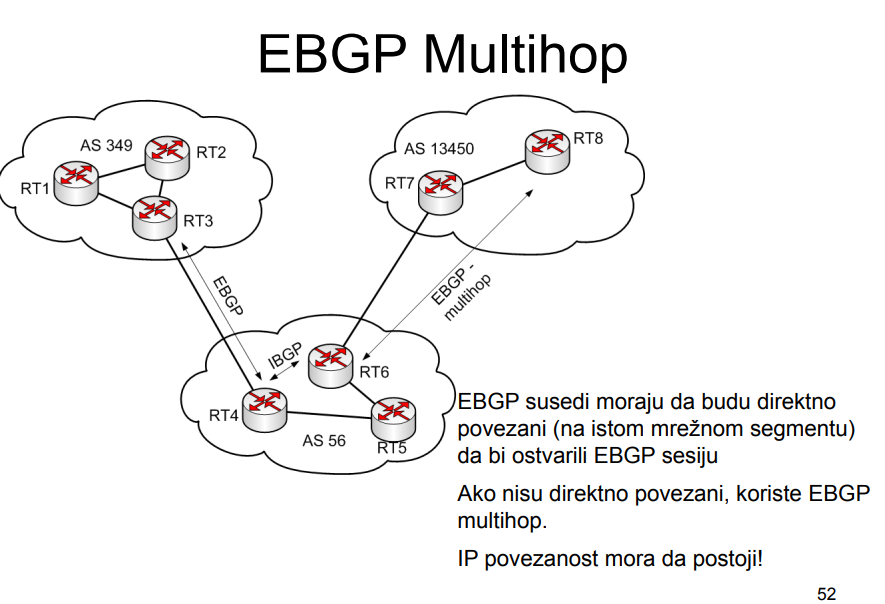 EBGP Multihop
AS 349
RT2
RT1
RT3
AS 13450
RT8
RT7
EBGP
EBGP -
multihop
IBGP
RT6
RT4
AS 56
RT5
EBGP susedi moraju da budu direktno
povezani (na istom mrežnom segmentu)
da bi ostvarili EBGP sesiju
Ako nisu direktno povezani, koriste EBGP
multihop.
IP povezanost mora da postoji!
52